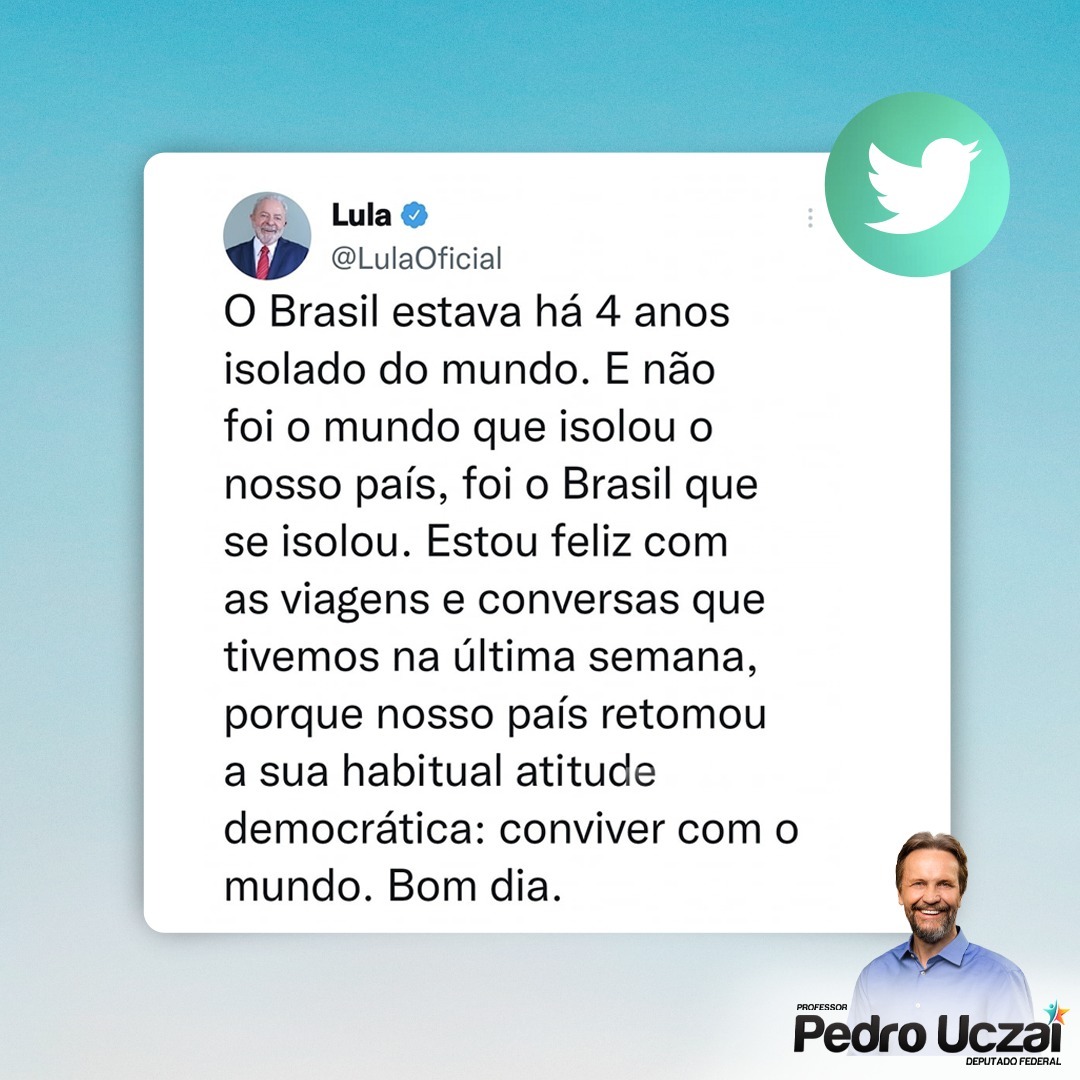 Lula
@LulaOficial
O Brasil estava há 4 anos
isolado do mundo. E não
foi o mundo que isolou o
nosso país, foi o Brasil que
se isolou. Estou feliz com
as viagens e conversas que
tivemos na última semana,
porque nosso país retomou
a sua habitual atitude
democrática: conviver com o
mundo. Bom dia.
PROFESSOR
Pedro Uczai
DEPUTADO FEDERAL